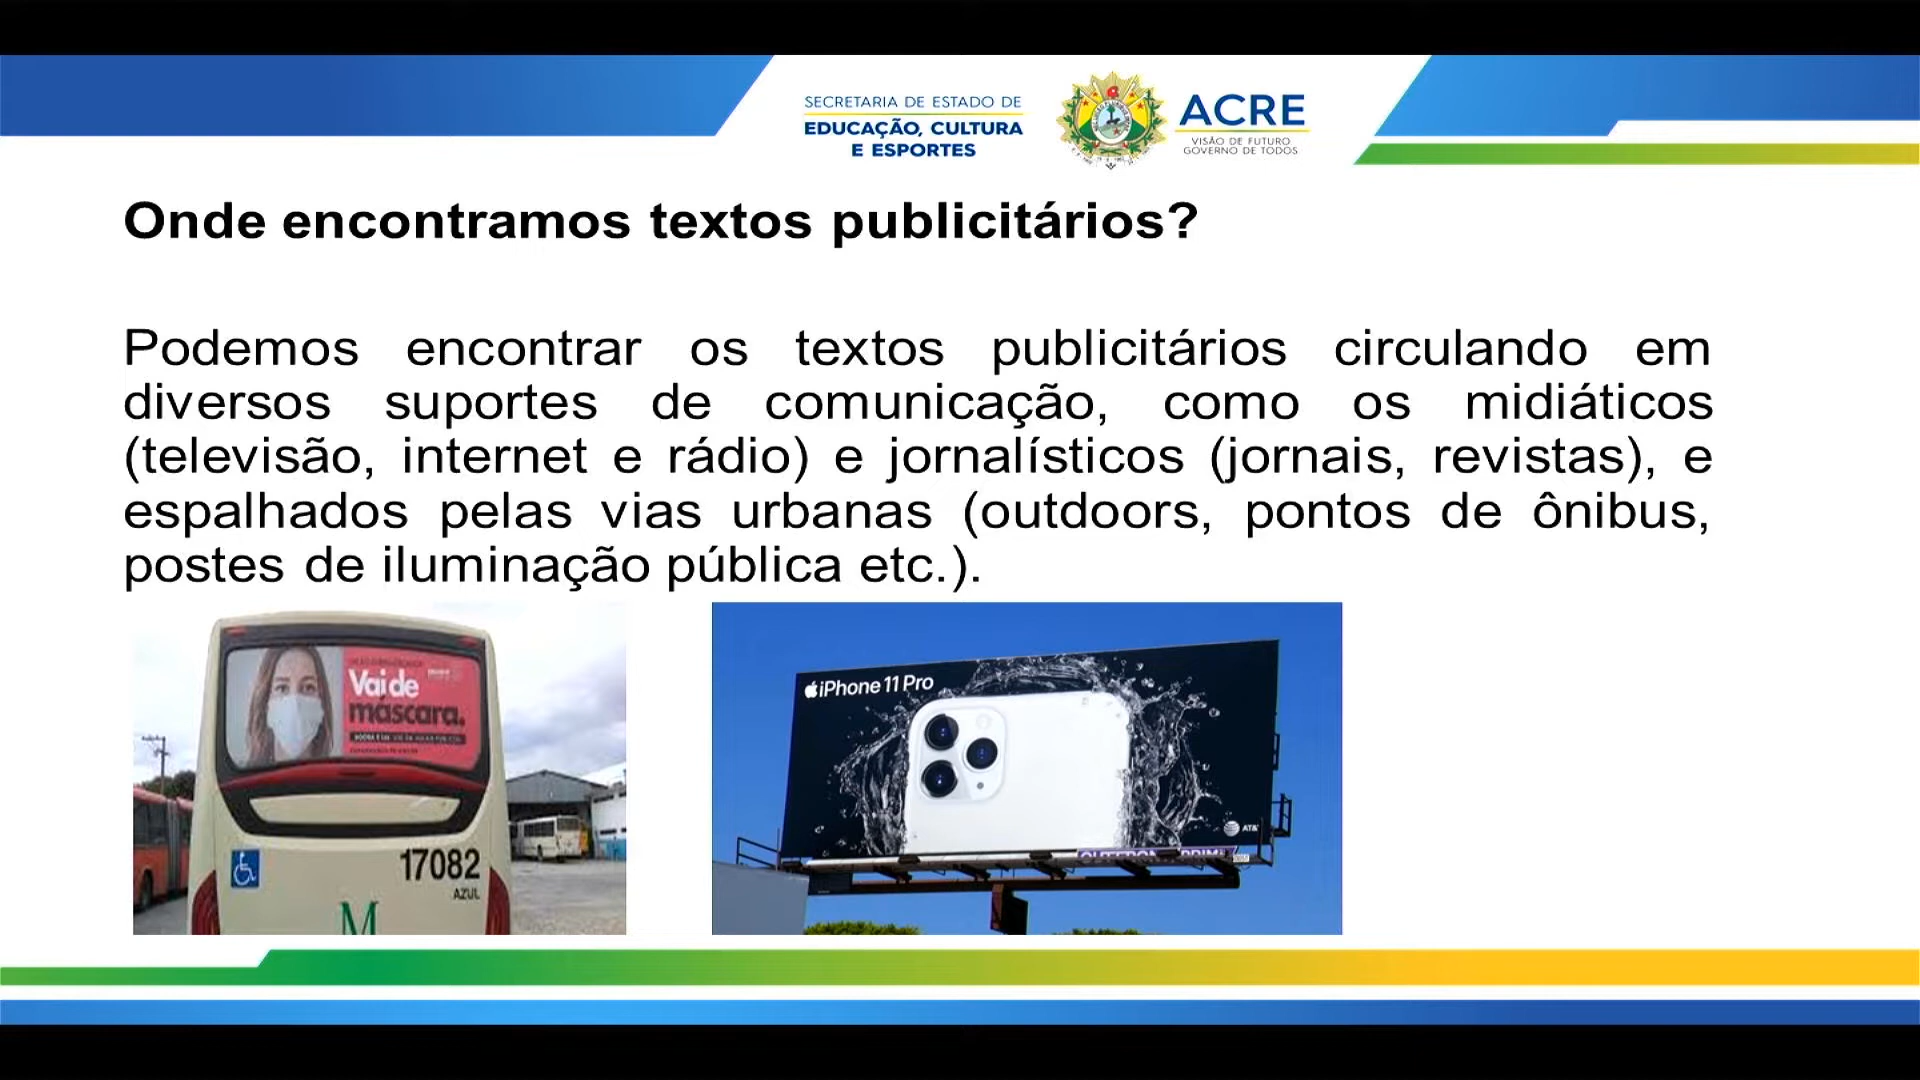 SECRETARIA DE ESTADO DE
EDUCAÇÃO, CULTURA
E ESPORTES
ACRE
VISÃO DE FUTURO
GOVERNO DE TODOS
Onde encontramos textos publicitários?
Podemos encontrar os textos publicitários circulando em
diversos suportes de comunicação, como os midiáticos
(televisão, internet e rádio) e jornalísticos (jornais, revistas), e
espalhados pelas vias urbanas (outdoors, pontos de ônibus,
postes de iluminação pública etc.).
Vai de
máscara.
17082
AZUL
M
iPhone 11 Pro
AT&T